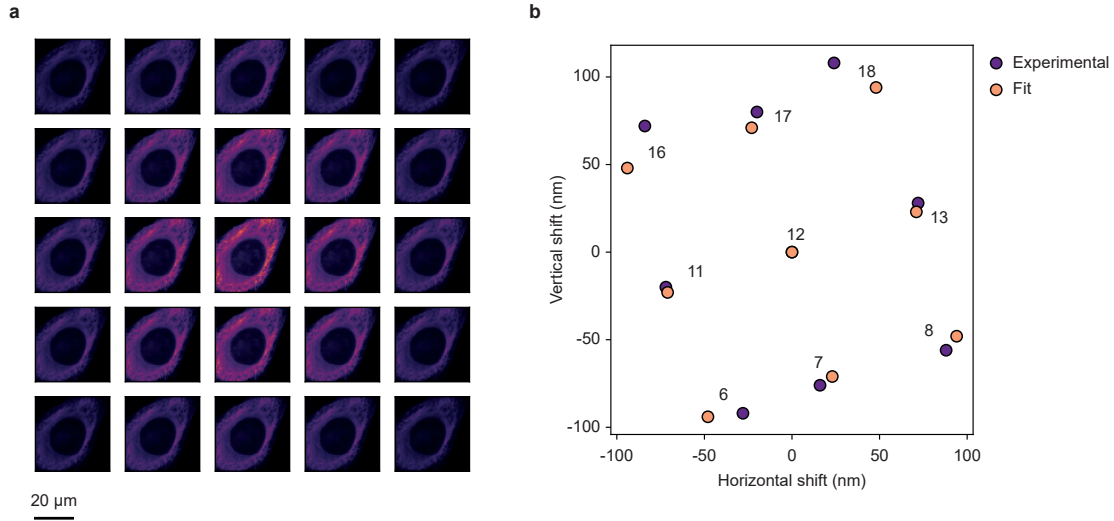 a
20 µm
b
Vertical shift (nm)
100
50
0
-50
-100
18
17
16
13
12
11
8
7
6
-100 -50 0 50 100
Horizontal shift (nm)
Experimental
Fit